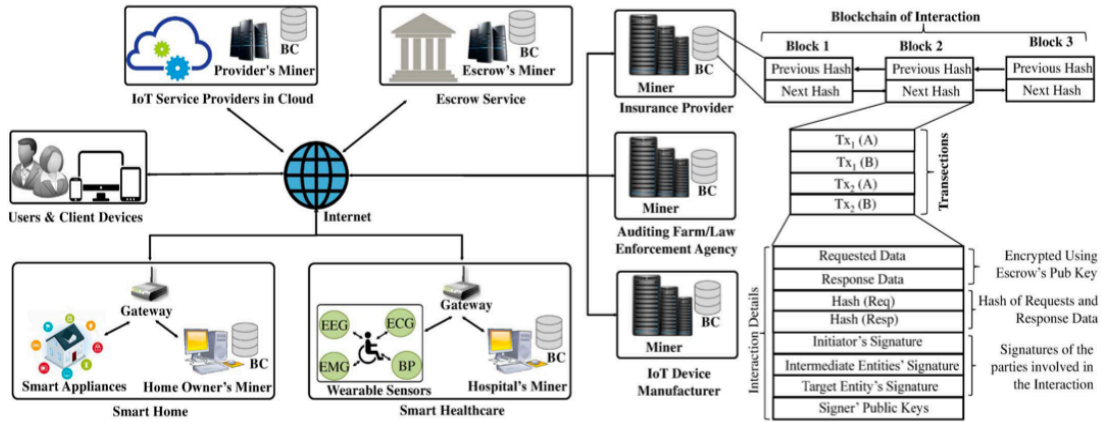 BC
Provider's Miner
IoT Service Providers in Cloud
BC
Escrow's Miner
Escrow Service
Users & Client Devices
Internet
Gateway
Smart Appliances
BC
Home Owner's Miner
Smart Home
Gateway
EEG
ECG
EMG
BP
Wearable Sensors
BC
Hospital's Miner
Smart Healthcare
Miner
BC
Insurance Provider
Miner
BC
Auditing Farm/Law
Enforcement Agency
Miner
BC
IoT Device
Manufacturer
Blockchain of Interaction
Block 1
Block 2
Block 3
Previous Hash
Previous Hash
Previous Hash
Next Hash
Next Hash
Next Hash
Tx₁ (A)
Tx₁ (B)
Tx₂ (A)
Tx₂ (B)
Transections
Interaction Details
Requested Data
Response Data
Hash (Req)
Hash (Resp)
Initiator's Signature
Intermediate Entities' Signature
Target Entity's Signature
Signer' Public Keys
Encrypted Using
Escrow's Pub Key
Hash of Requests and
Response Data
Signatures of the
parties involved in
the Interaction